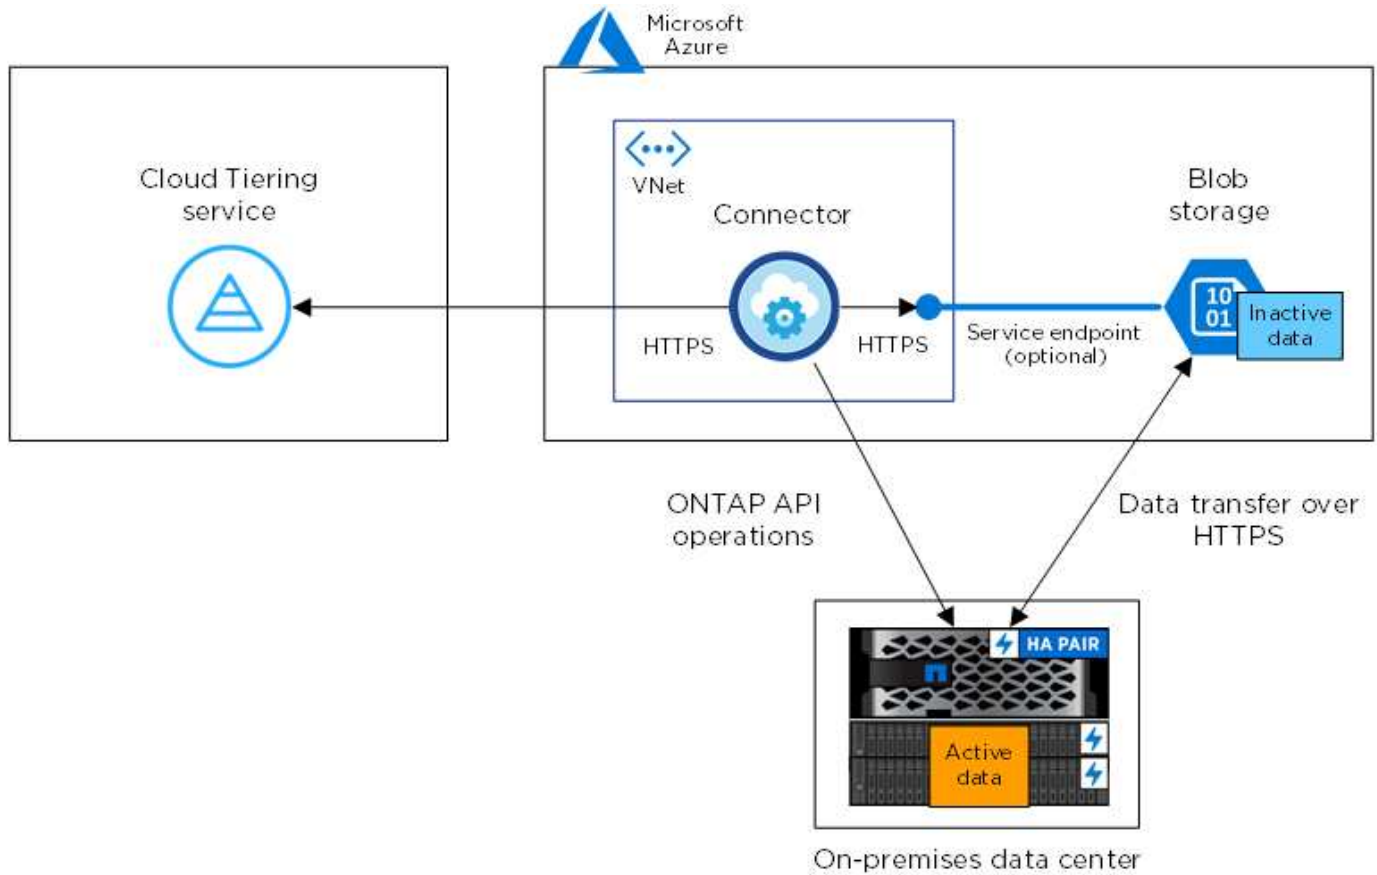 Microsoft
Azure
Cloud Tiering
service
VNet
Connector
Blob
storage
HTTPS
HTTPS
Service endpoint
(optional)
10
01
Inactive
data
ONTAP API
operations
Data transfer over
HTTPS
HA PAIR
Active
data
On-premises data center